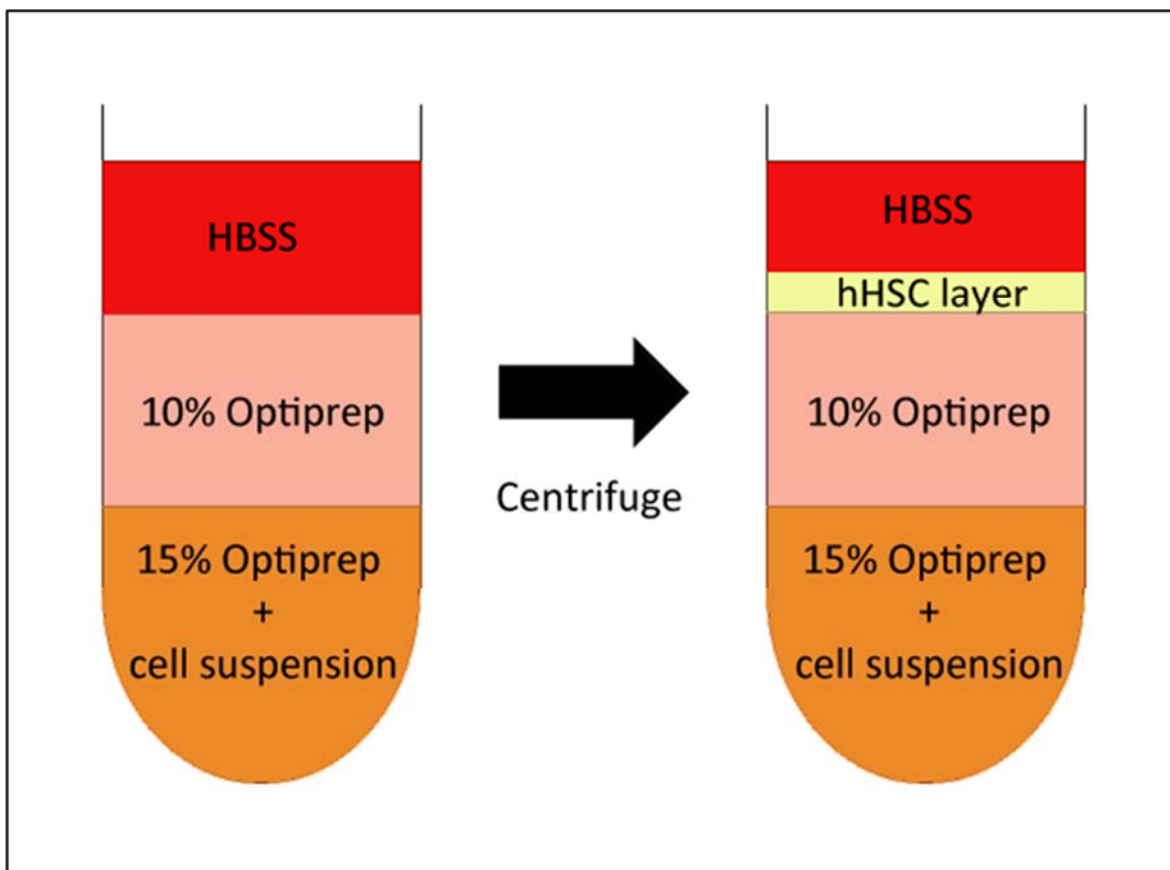 HBSS
10% Optiprep
15% Optiprep
+
cell suspension
Centrifuge
HBSS
hHSC layer
10% Optiprep
15% Optiprep
+
cell suspension